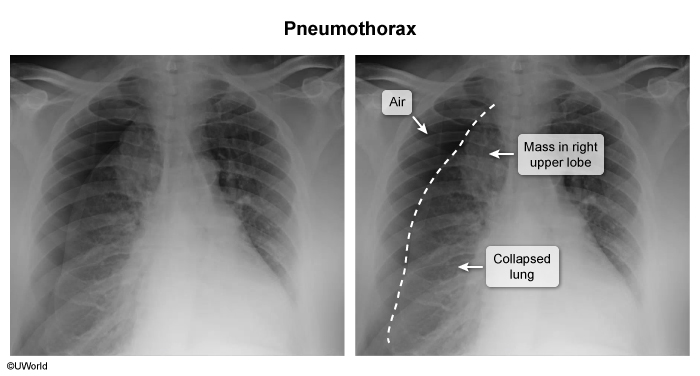 Pneumothorax
Air
Mass in right
upper lobe
Collapsed
lung
©UWorld